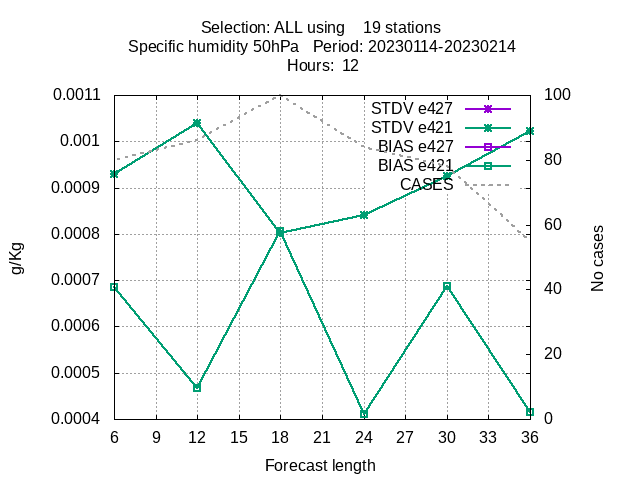 Selection: ALL using    19 stations
Specific humidity 50hPa   Period: 20230114-20230214
Hours:  12
0.0011
0.001
0.0009
0.0008
0.0007
0.0006
0.0005
0.0004
g/Kg
STDV e427
STDV e421
BIAS e427
BIAS e421
CASES
100
80
60
40
20
0
No cases
6 9 12 15 18 21 24 27 30 33 36
Forecast length